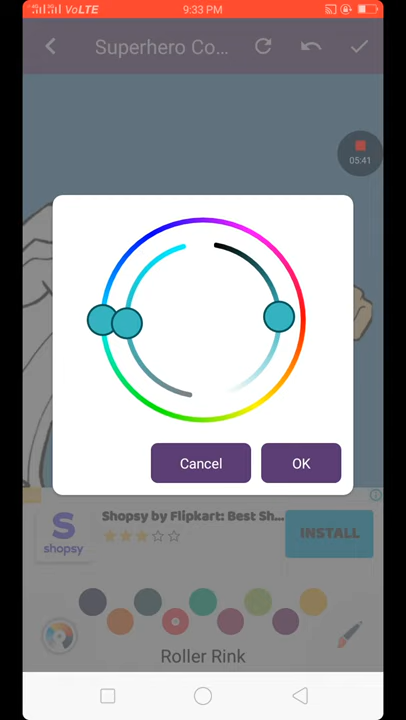 VoLTE
9:33 PM
Superhero Co...
05:41
Cancel
OK
Shopsy by Flipkart: Best Sh...
INSTALL
shopsy
Roller Rink